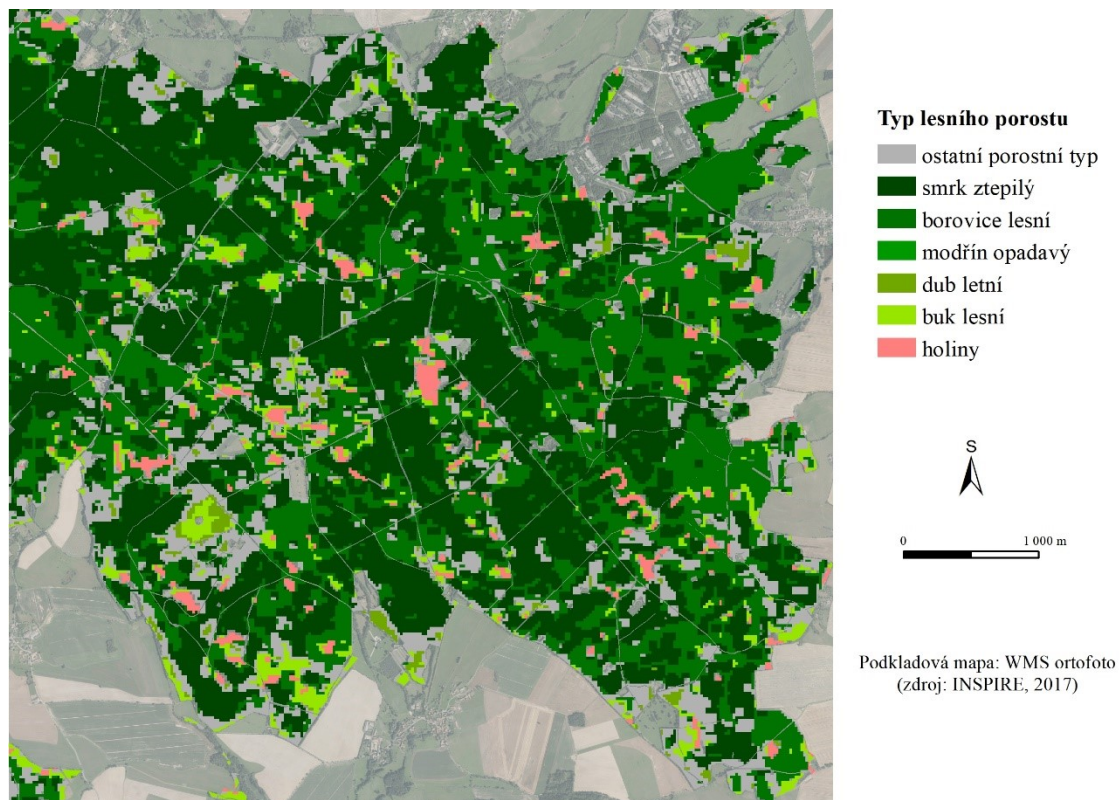 Typ lesního porostu
ostatní porostní typ
smrk ztepilý
borovice lesní
modřín opadavý
dub letní
buk lesní
holiny
S
0 1 000 m
Podkladová mapa: WMS ortofoto
(zdroj: INSPIRE, 2017)